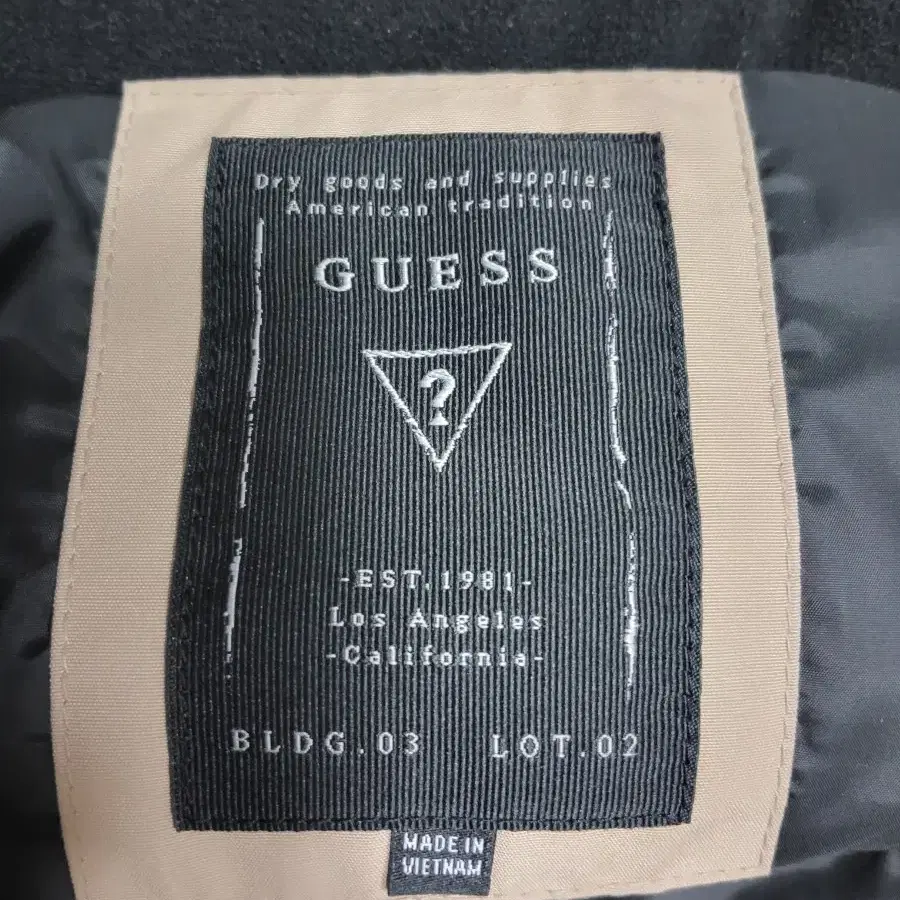 Dry goods and supplies
American tradition
GUESS
?
-EST.1981-
Los Angeles
-California-
BLDG.03 LOT.02
MADE IN
VIETNAM